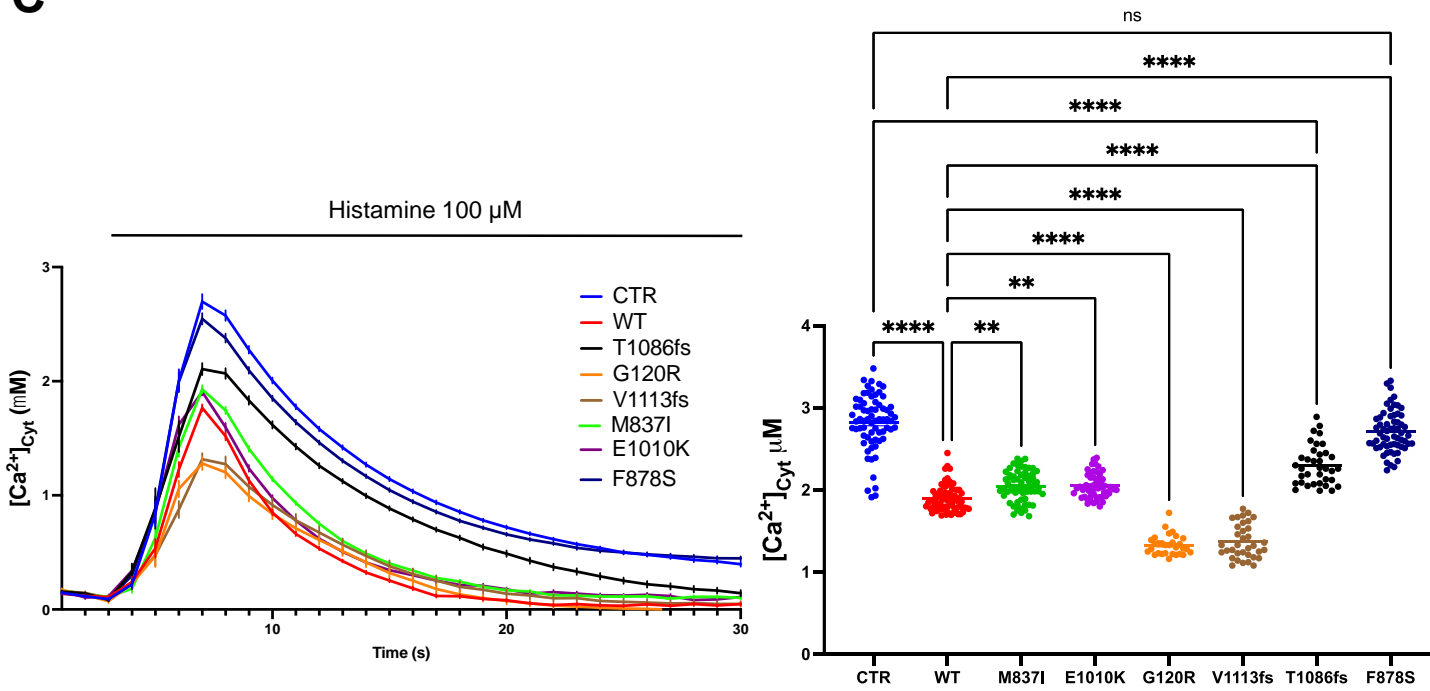 C
Histamine 100 µM
[Ca²⁺]Cyt (mM)
3
2
1
0
10
20
30
Time (s)
CTR
WT
T1086fs
G120R
V1113fs
M837I
E1010K
F878S
ns
****
****
****
****
****
**
****
**
[Ca²⁺]Cyt µM
4
3
2
1
0
CTR WT M837I E1010K G120R V1113fs T1086fs F878S